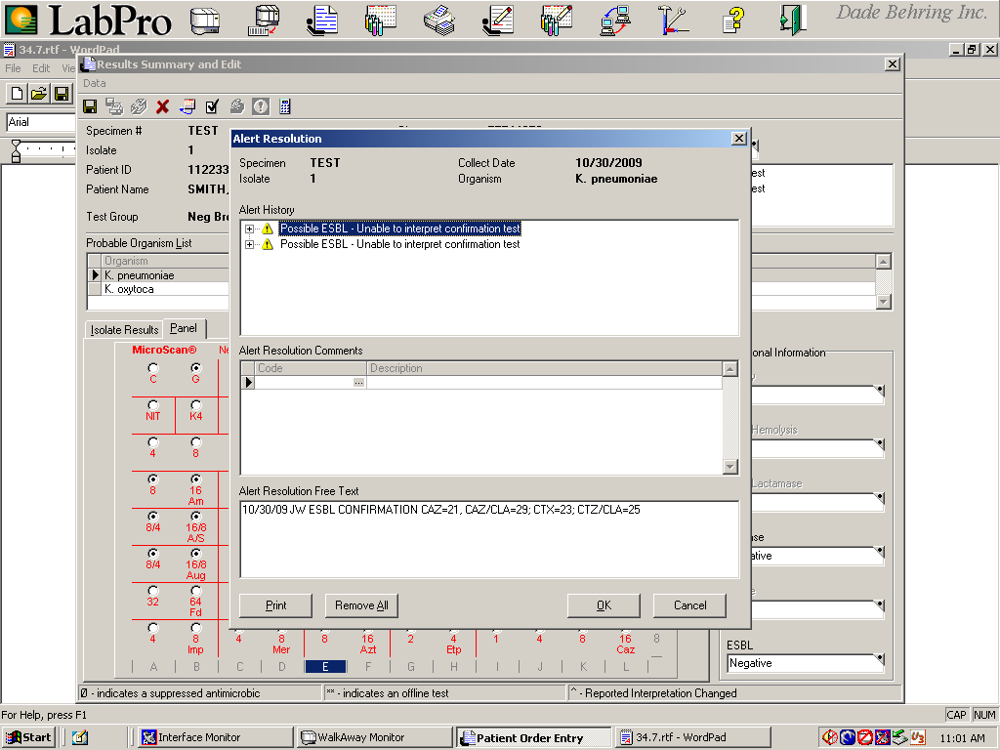 LabPro
Dade Behring Inc.
34.7.rtf - WordPad
File Edit
Results Summary and Edit
Data
Arial
Specimen # TEST
Isolate 1
Patient ID 112233
Patient Name SMITH,
Test Group Neg
Probable Organism List
Organism
K. pneumoniae
K. oxytoca
Isolate Results Panel
MicroScan®
C G
NIT K4
4 8
8 16
Am
8/4 16/8
A/S
8/4 16/8
Aug
32 64
Fd
4 8 4 8 8 16 2 4 1 4 8 16 8
Imp Mer Azt Etp Caz
A B C D E F G H I J K L
Alert Resolution
Specimen TEST Collect Date 10/30/2009
Isolate 1 Organism K. pneumoniae
Alert History
Possible ESBL - Unable to interpret confirmation test
Possible ESBL - Unable to interpret confirmation test
Alert Resolution Comments
Code Description
...
Alert Resolution Free Text
10/30/09 JW ESBL CONFIRMATION CAZ=21, CAZ/CLA=29; CTX=23; CTZ/CLA=25
Print Remove All OK Cancel
est
est
onal Information
Hemolysis
Lactamase
ase
ative
ESBL
Negative
Ø - indicates a suppressed antimicrobic ** - indicates an offline test ^ - Reported Interpretation Changed
For Help, press F1 CAP NUM
Start Interface Monitor WalkAway Monitor Patient Order Entry 34.7.rtf - WordPad 11:01 AM